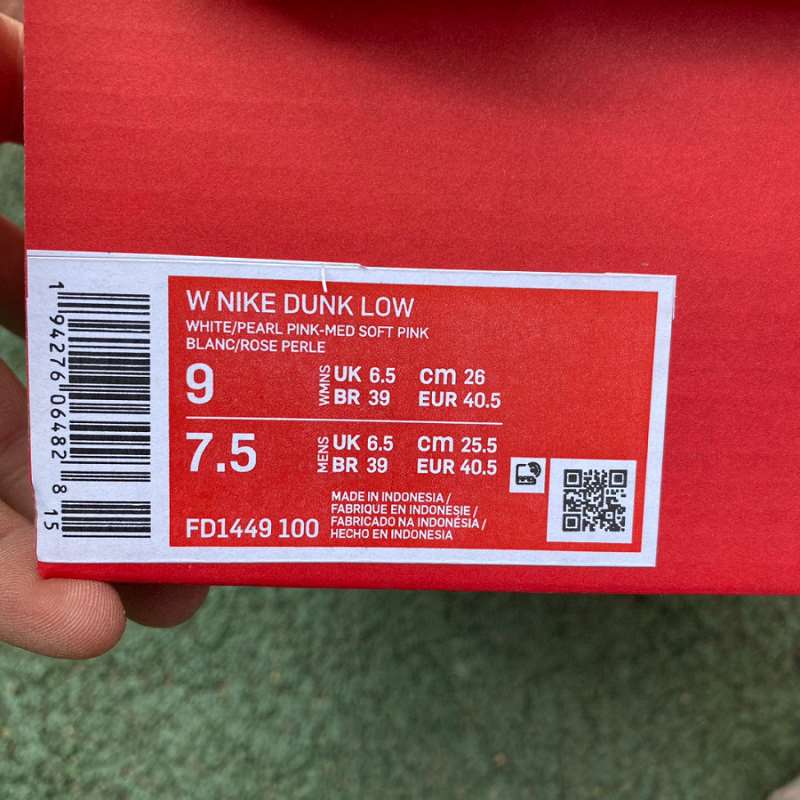 W NIKE DUNK LOW
WHITE/PEARL PINK-MED SOFT PINK
BLANC/ROSE PERLE
9 WMNS UK 6.5 cm 26
BR 39 EUR 40.5
7.5 MENS UK 6.5 cm 25.5
BR 39 EUR 40.5
MADE IN INDONESIA /
FABRIQUE EN INDONESIE /
FABRICADO NA INDONÉSIA /
HECHO EN INDONESIA
FD1449 100
1 94276 06482 8 15